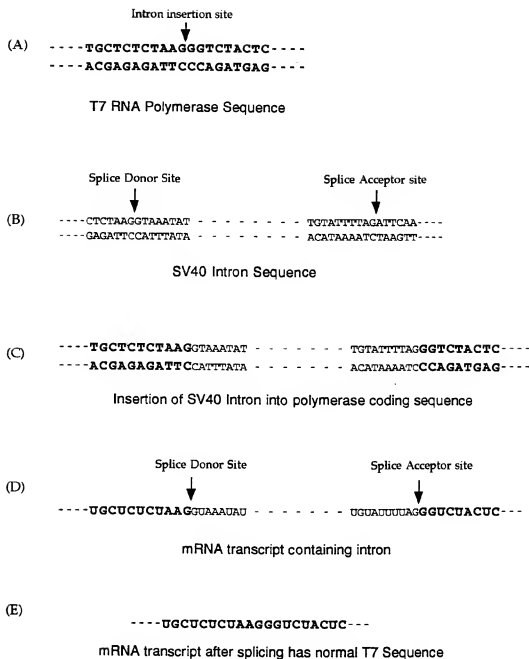 Intron insertion site
(A)
----TGCTCTCTAAGGGTCTACTC----
ACGAGAGATTCCCAGATGAG
T7 RNA Polymerase Sequence
Splice Donor Site Splice Acceptor site
(B)
----CTCTAAGGTAAATAT - - - - - - - TGTATTTTAGATTCAA----
----GAGATTCCATTTATA - - - - - - - ACATAAAATCTAAGTT----
SV40 Intron Sequence
(C)
----TGCTCTCTAAGGTAAATAT - - - - - - - TGTATTTTAGGGTCTACTC----
----ACGAGAGATTCCATTTATA - - - - - - - ACATAAAATCCCAGATGAG----
Insertion of SV40 Intron into polymerase coding sequence
Splice Donor Site Splice Acceptor site
(D)
----UGCUCUCUAAGGUAAAUAU - - - - - - - UGUAUUUUAGGGUCUACUC----
mRNA transcript containing intron
(E)
----UGCUCUCUAAGGGUCUACUC---
mRNA transcript after splicing has normal T7 Sequence